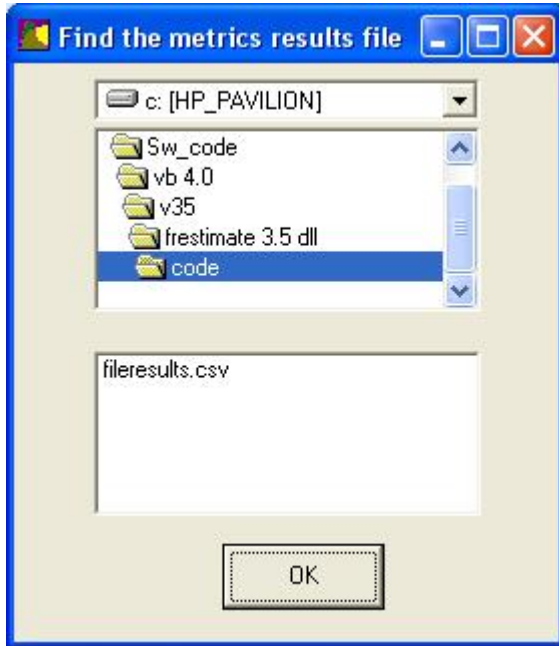 Find the metrics results file
c: [HP_PAVILION]
Sw_code
vb 4.0
v35
frestimate 3.5 dll
code
fileresults.csv
OK